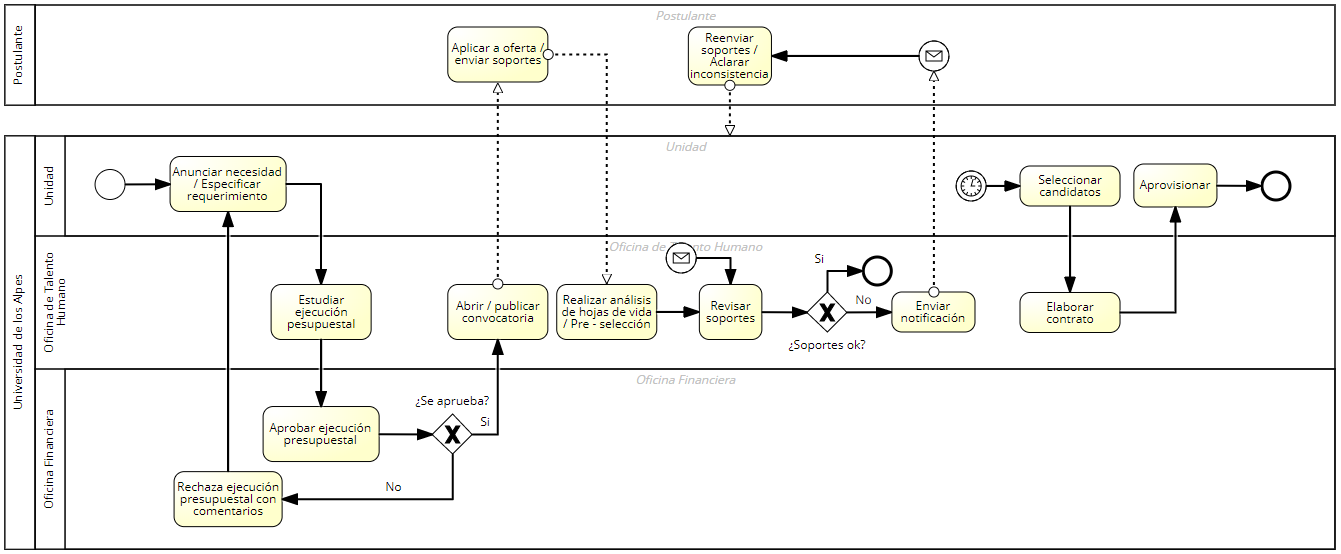 Postulante
Postulante
Aplicar a oferta /
enviar soportes
Reenviar
soportes /
Aclarar
inconsistencia
Universidad de los Alpes
Unidad
Unidad
Anunciar necesidad
/ Especificar
requerimiento
Seleccionar
candidatos
Aprovisionar
Oficina de Talento
Humano
Oficina de Talento Humano
Estudiar
ejecución
pesupuestal
Abrir / publicar
convocatoria
Realizar análisis
de hojas de vida
/ Pre - selección
Revisar
soportes
Si
No
¿Soportes ok?
Enviar
notificación
Elaborar
contrato
Oficina Financiera
Oficina Financiera
Aprobar ejecución
presupuestal
¿Se aprueba?
Si
No
Rechaza ejecución
presupuestal con
comentarios